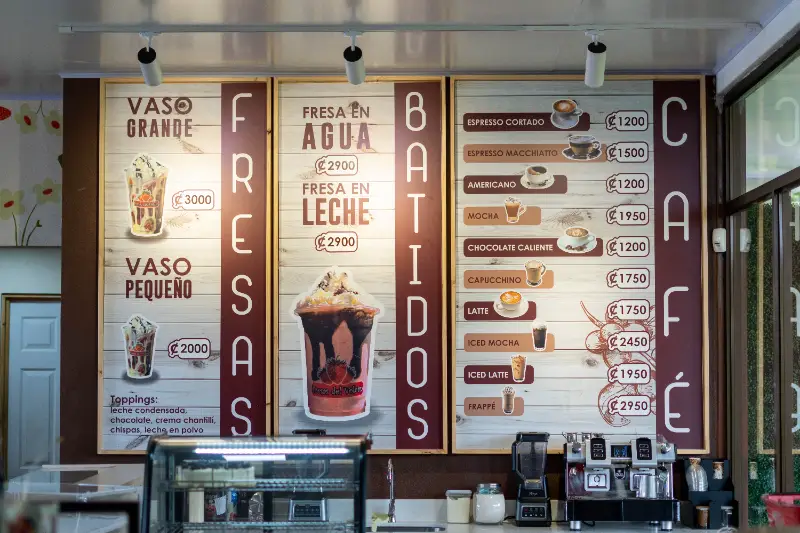 VASO
GRANDE
₡3000
VASO
PEQUEÑO
₡2000
Toppings:
leche condensada,
chocolate, crema chantilí,
chispas, leche en polvo
FRESAS
FRESA EN
AGUA
₡2900
FRESA EN
LECHE
₡2900
BATIDOS
ESPRESSO CORTADO ₡1200
ESPRESSO MACCHIATTO ₡1500
AMERICANO ₡1200
MOCHA ₡1950
CHOCOLATE CALIENTE ₡1200
CAPUCCHINO ₡1750
LATTE ₡1750
ICED MOCHA ₡2450
ICED LATTE ₡1950
FRAPPÉ ₡2950
CAFÉ